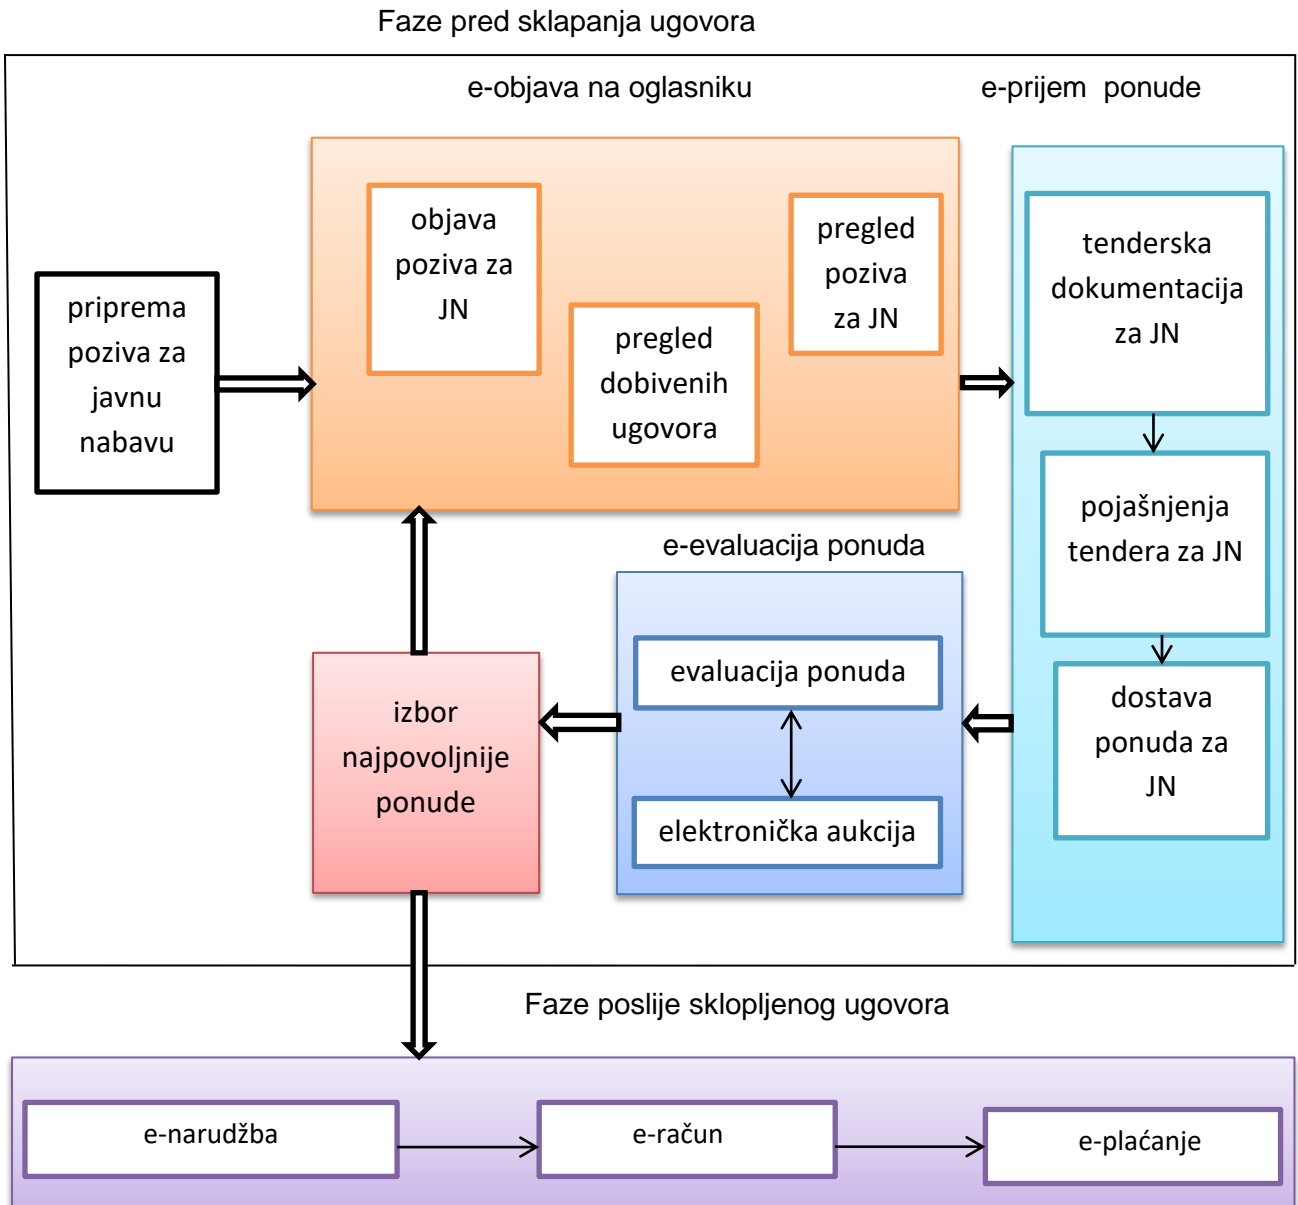 Faze pred sklapanja ugovora
e-objava na oglasniku
e-prijem ponude
priprema
poziva za
javnu
nabavu
objava
poziva za
JN
pregled
dobivenih
ugovora
pregled
poziva
za JN
tenderska
dokumentacija
za JN
pojašnjenja
tendera za JN
dostava
ponuda za
JN
e-evaluacija ponuda
evaluacija ponuda
elektronička aukcija
izbor
najpovoljnije
ponude
Faze poslije sklopljenog ugovora
e-narudžba
e-račun
e-plaćanje